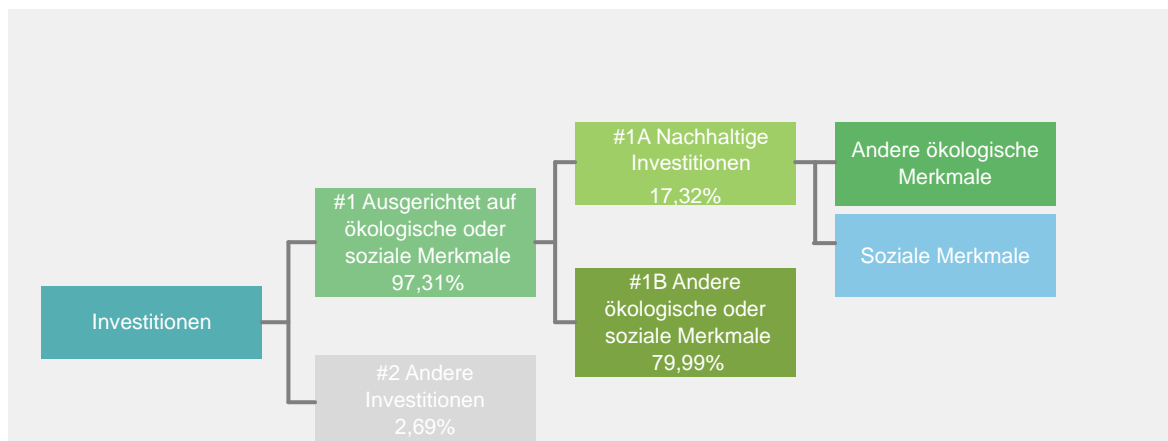 Investitionen
#1 Ausgerichtet auf
ökologische oder
soziale Merkmale
97,31%
#2 Andere
Investitionen
2,69%
#1A Nachhaltige
Investitionen
17,32%
#1B Andere
ökologische oder
soziale Merkmale
79,99%
Andere ökologische
Merkmale
Soziale Merkmale